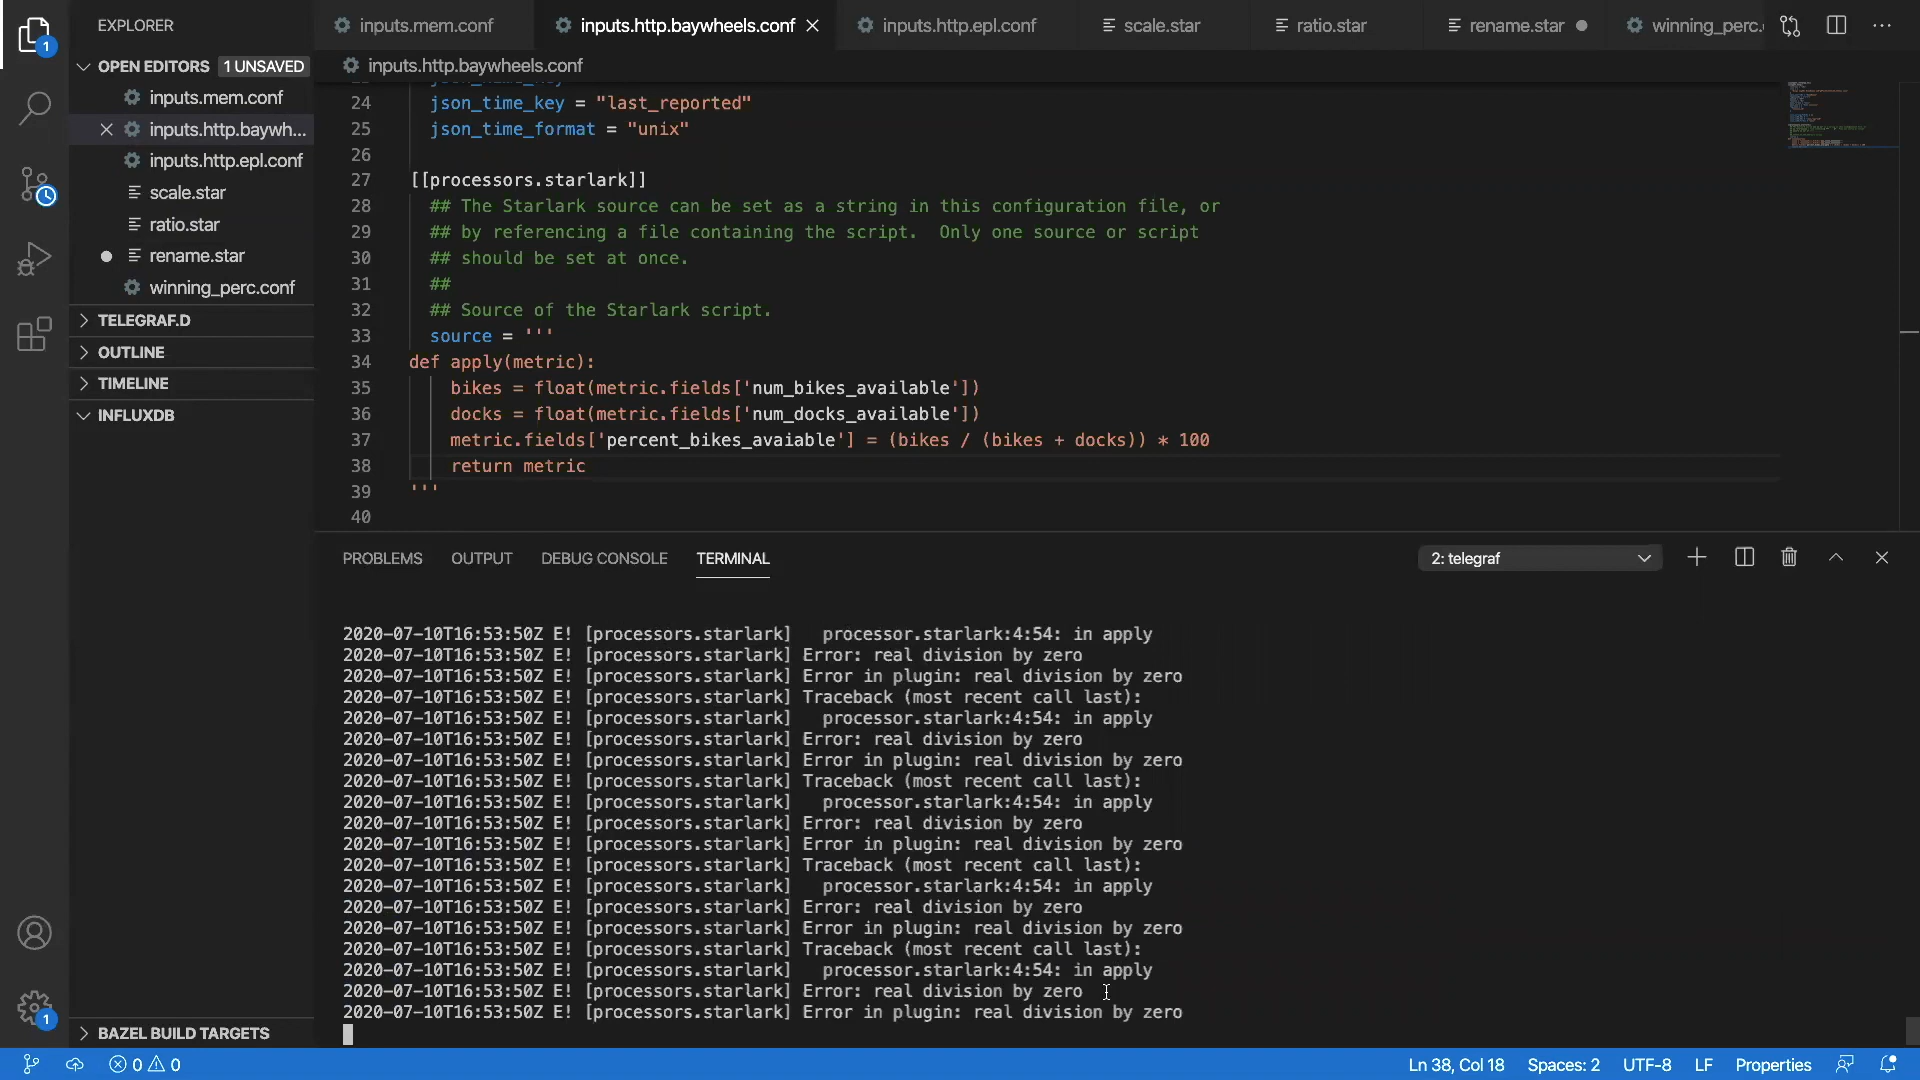 EXPLORER
OPEN EDITORS 1 UNSAVED
inputs.mem.conf
inputs.http.baywh...
inputs.http.epl.conf
scale.star
ratio.star
rename.star
winning_perc.conf
TELEGRAF.D
OUTLINE
TIMELINE
INFLUXDB
BAZEL BUILD TARGETS
1
1
inputs.mem.conf
inputs.http.baywheels.conf
inputs.http.epl.conf
scale.star
ratio.star
rename.star
winning_perc.
inputs.http.baywheels.conf
24 json_time_key = "last_reported"
25 json_time_format = "unix"
26
27 [[processors.starlark]]
28 ## The Starlark source can be set as a string in this configuration file, or
29 ## by referencing a file containing the script.  Only one source or script
30 ## should be set at once.
31 ##
32 ## Source of the Starlark script.
33 source = '''
34 def apply(metric):
35 bikes = float(metric.fields['num_bikes_available'])
36 docks = float(metric.fields['num_docks_available'])
37 metric.fields['percent_bikes_avaiable'] = (bikes / (bikes + docks)) * 100
38 return metric
39 '''
40
PROBLEMS OUTPUT DEBUG CONSOLE TERMINAL
2: telegraf
2020-07-10T16:53:50Z E! [processors.starlark]   processor.starlark:4:54: in apply
2020-07-10T16:53:50Z E! [processors.starlark] Error: real division by zero
2020-07-10T16:53:50Z E! [processors.starlark] Error in plugin: real division by zero
2020-07-10T16:53:50Z E! [processors.starlark] Traceback (most recent call last):
2020-07-10T16:53:50Z E! [processors.starlark]   processor.starlark:4:54: in apply
2020-07-10T16:53:50Z E! [processors.starlark] Error: real division by zero
2020-07-10T16:53:50Z E! [processors.starlark] Error in plugin: real division by zero
2020-07-10T16:53:50Z E! [processors.starlark] Traceback (most recent call last):
2020-07-10T16:53:50Z E! [processors.starlark]   processor.starlark:4:54: in apply
2020-07-10T16:53:50Z E! [processors.starlark] Error: real division by zero
2020-07-10T16:53:50Z E! [processors.starlark] Error in plugin: real division by zero
2020-07-10T16:53:50Z E! [processors.starlark] Traceback (most recent call last):
2020-07-10T16:53:50Z E! [processors.starlark]   processor.starlark:4:54: in apply
2020-07-10T16:53:50Z E! [processors.starlark] Error: real division by zero
2020-07-10T16:53:50Z E! [processors.starlark] Error in plugin: real division by zero
2020-07-10T16:53:50Z E! [processors.starlark] Traceback (most recent call last):
2020-07-10T16:53:50Z E! [processors.starlark]   processor.starlark:4:54: in apply
2020-07-10T16:53:50Z E! [processors.starlark] Error: real division by zero
2020-07-10T16:53:50Z E! [processors.starlark] Error in plugin: real division by zero
0 0
Ln 38, Col 18 Spaces: 2 UTF-8 LF Properties